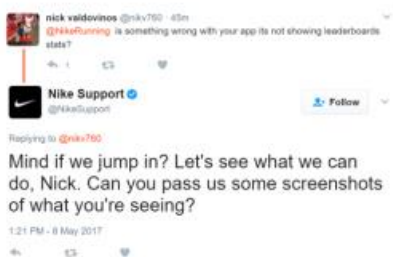 nick valdovinos @nikv760 · 45m
@NikeRunning is something wrong with your app its not showing leaderboards
stats?
1
Nike Support
@NikeSupport
Follow
Replying to @nikv760
Mind if we jump in? Let's see what we can
do, Nick. Can you pass us some screenshots
of what you're seeing?
1:21 PM - 8 May 2017